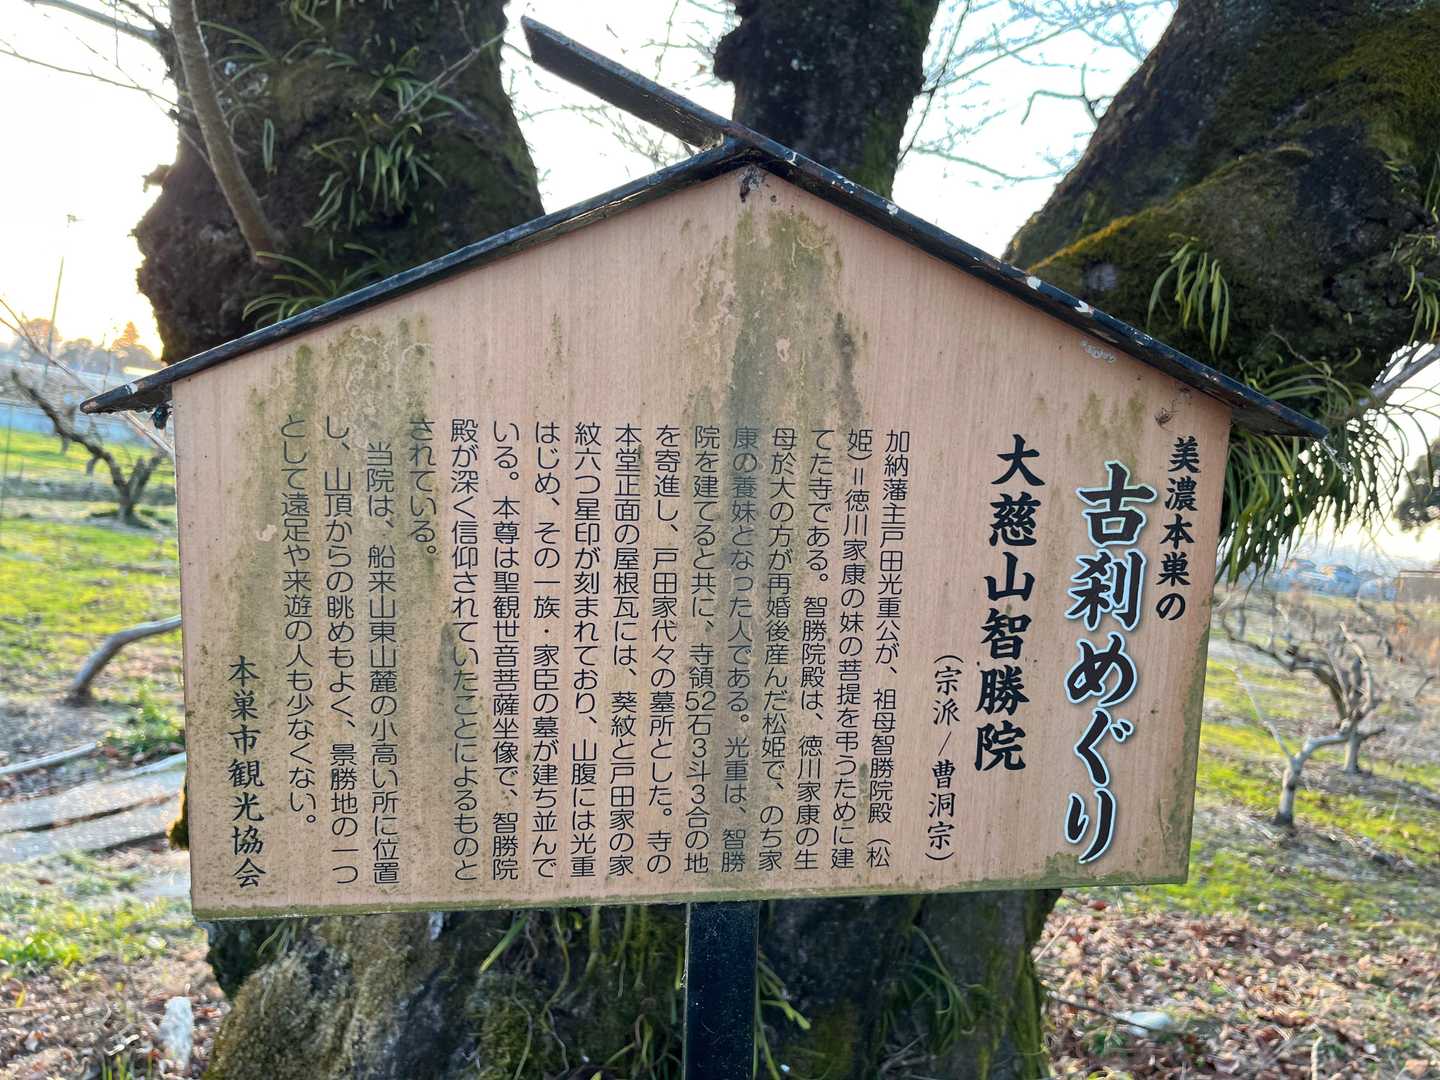 美濃本巣の
古刹めぐり
大慈山智勝院
（宗派／曹洞宗）
加納藩主戸田光重公が、祖母智勝院殿（松
姫）＝徳川家康の妹の菩提を弔うために建
てた寺である。智勝院殿は、徳川家康の生
母於大の方が再婚後産んだ松姫で、のち家
康の養妹となった人である。光重は、智勝
院を建てると共に、寺領52石3斗3合の地
を寄進し、戸田家代々の墓所とした。寺の
本堂正面の屋根瓦には、葵紋と戸田家の家
紋六つ星印が刻まれており、山腹には光重
はじめ、その一族・家臣の墓が建ち並んで
いる。本尊は聖観世音菩薩坐像で、智勝院
殿が深く信仰されていたことによるものと
されている。
当院は、船来山東山麓の小高い所に位置
し、山頂からの眺めもよく、景勝地の一つ
として遠足や来遊の人も少なくない。
本巣市観光協会